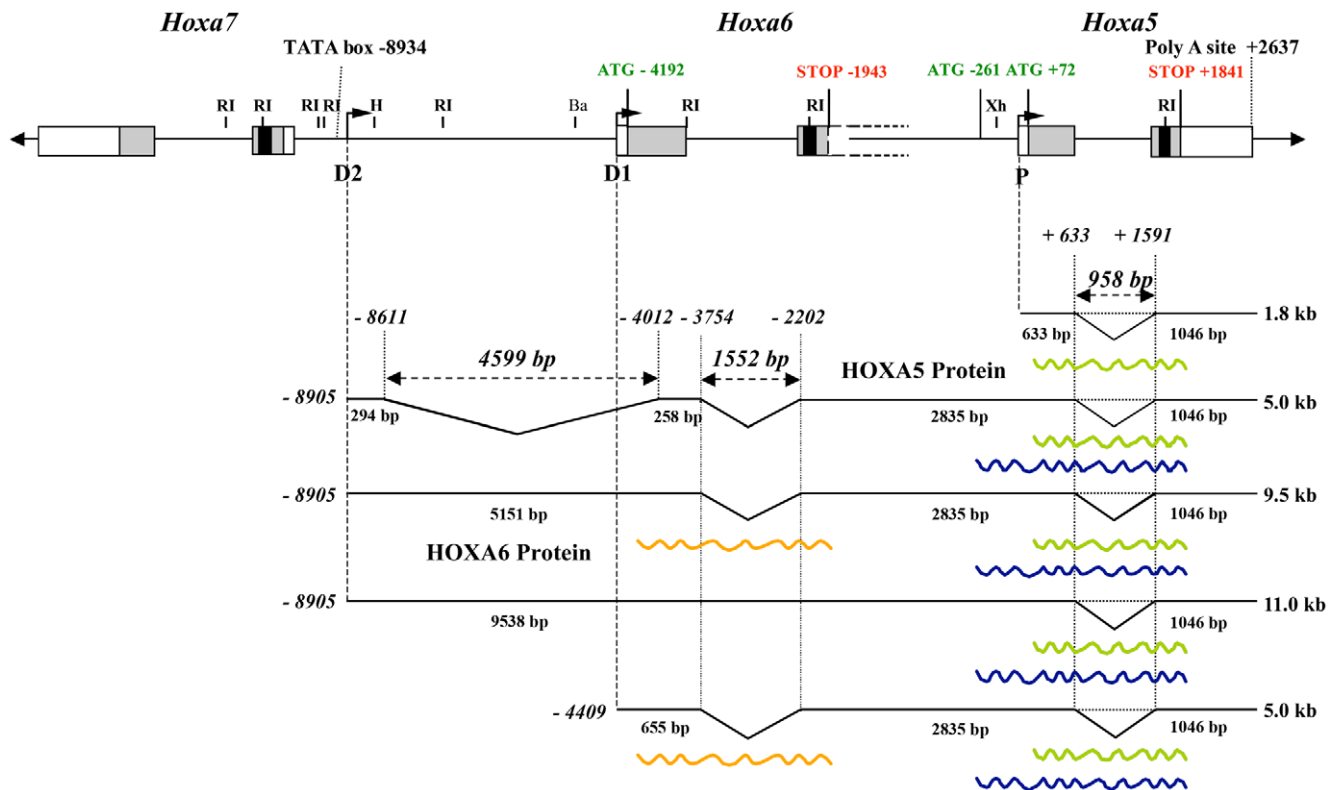 Hoxa7 Hoxa6 Hoxa5
TATA box -8934 Poly A site +2637
ATG - 4192 STOP -1943 ATG -261 ATG +72 STOP +1841
RI RI RI RI H RI Ba RI RI Xh RI
D2 D1 P
+ 633 + 1591
958 bp
- 8611 - 4012 - 3754 - 2202 1.8 kb
633 bp 1046 bp
4599 bp 1552 bp HOXA5 Protein
- 8905 5.0 kb
294 bp 258 bp 2835 bp 1046 bp
- 8905 9.5 kb
5151 bp 2835 bp 1046 bp
HOXA6 Protein
- 8905 11.0 kb
9538 bp 1046 bp
- 4409 5.0 kb
655 bp 2835 bp 1046 bp